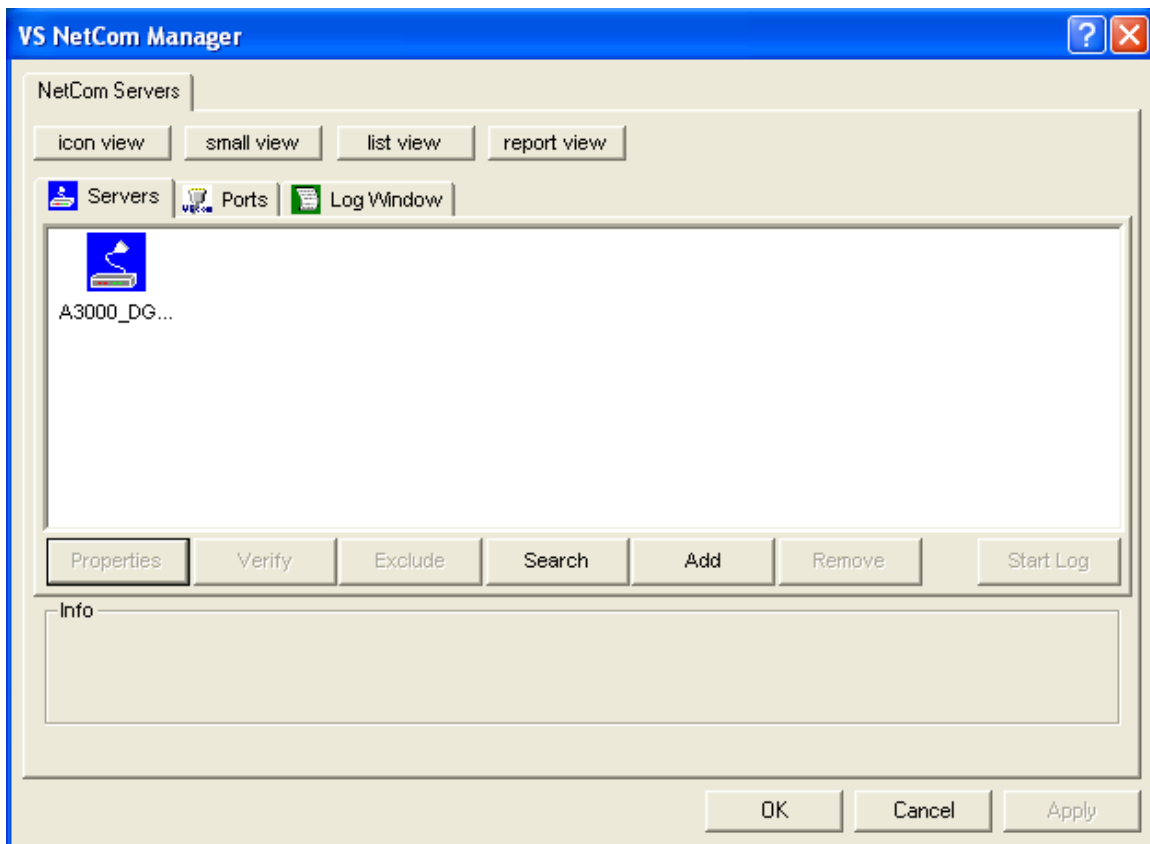 VS NetCom Manager
NetCom Servers
icon view small view list view report view
Servers Ports Log Window
A3000_DG...
Properties Verify Exclude Search Add Remove Start Log
Info
OK Cancel Apply